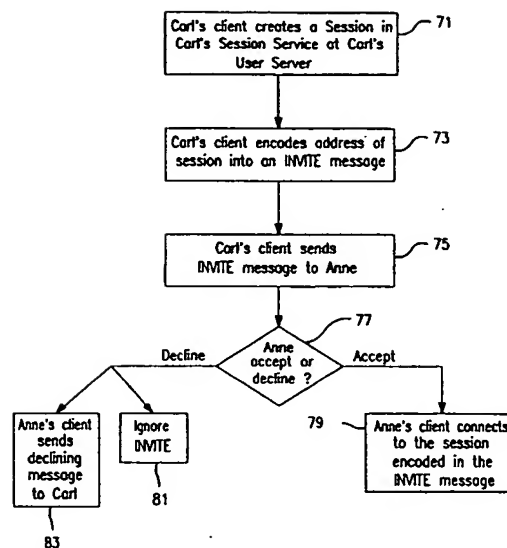 Carl's client creates a Session in
Carl's Session Service at Carl's
User Server
71
Carl's client encodes address of
session into an INVITE message
73
Carl's client sends
INVITE message to Anne
75
77
Anne
accept or
decline ?
Decline
Accept
Anne's client
sends
declining
message
to Carl
83
Ignore
INVITE
81
79
Anne's client connects
to the session
encoded in the
INVITE message